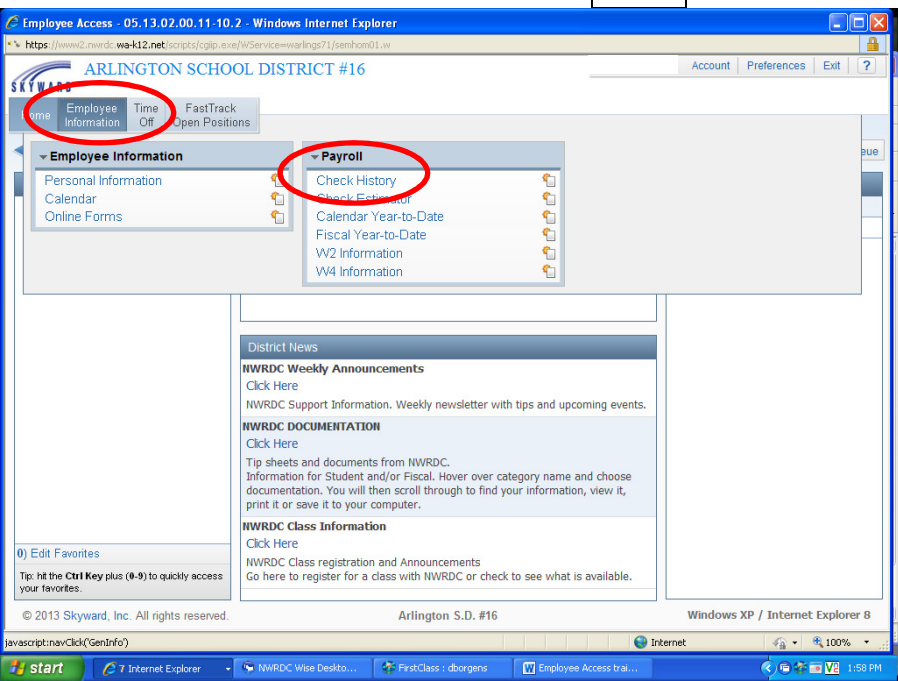 Employee Access - 05.13.02.00.11-10.2 - Windows Internet Explorer
https://www2.nwrdc.wa-k12.net/scripts/cgiip.exe/WService=warlings71/semhom01.w
SKYWARD
ARLINGTON SCHOOL DISTRICT #16
Account Preferences Exit ?
Home
Employee Information
Time Off
FastTrack Open Positions
Employee Information
Personal Information
Calendar
Online Forms
Payroll
Check History
Check Estimator
Calendar Year-to-Date
Fiscal Year-to-Date
W2 Information
W4 Information
District News
NWRDC Weekly Announcements
Click Here
NWRDC Support Information. Weekly newsletter with tips and upcoming events.
NWRDC DOCUMENTATION
Click Here
Tip sheets and documents from NWRDC.
Information for Student and/or Fiscal. Hover over category name and choose
documentation. You will then scroll through to find your information, view it,
print it or save it to your computer.
NWRDC Class Information
Click Here
NWRDC Class registration and Announcements
Go here to register for a class with NWRDC or check to see what is available.
0) Edit Favorites
Tip: hit the Ctrl Key plus (0-9) to quickly access
your favorites.
© 2013 Skyward, Inc. All rights reserved.
Arlington S.D. #16
Windows XP / Internet Explorer 8
javascript:navClick('GenInfo')
Internet
100%
start
7 Internet Explorer
NWRDC Wise Deskto...
FirstClass : dborgens
Employee Access trai...
1:58 PM